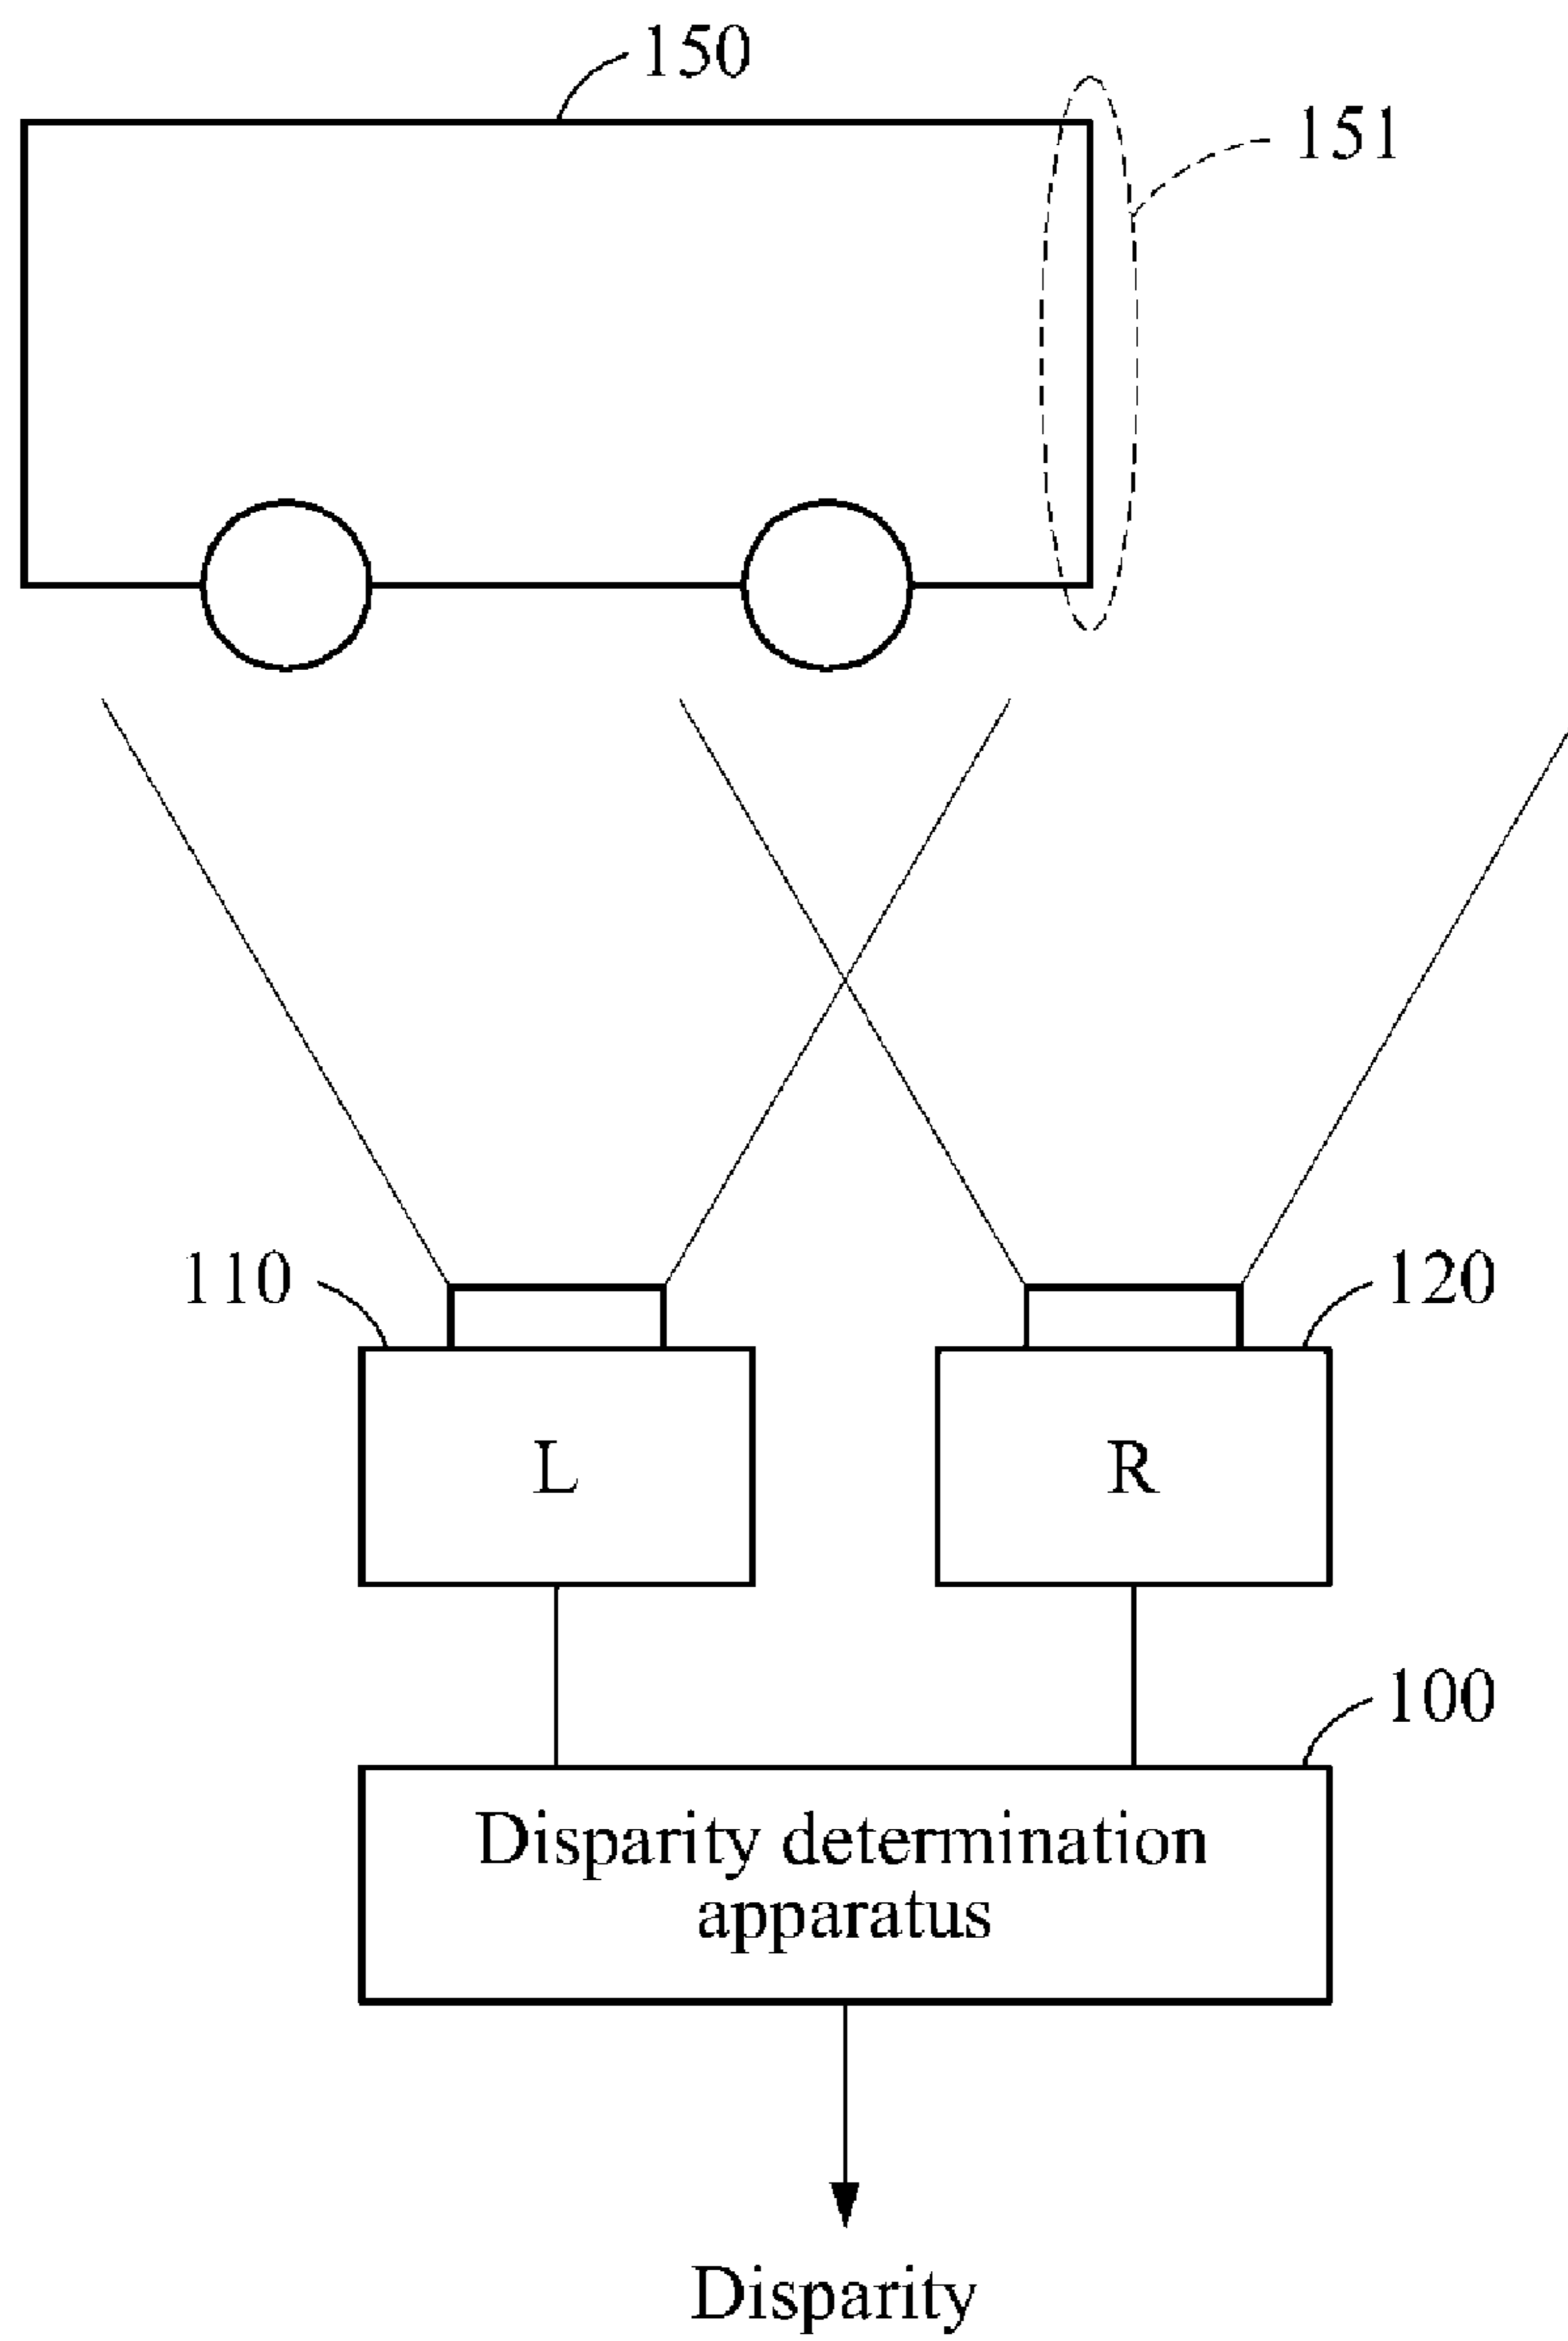 150
151
110
120
L
R
100
Disparity determination
apparatus
Disparity